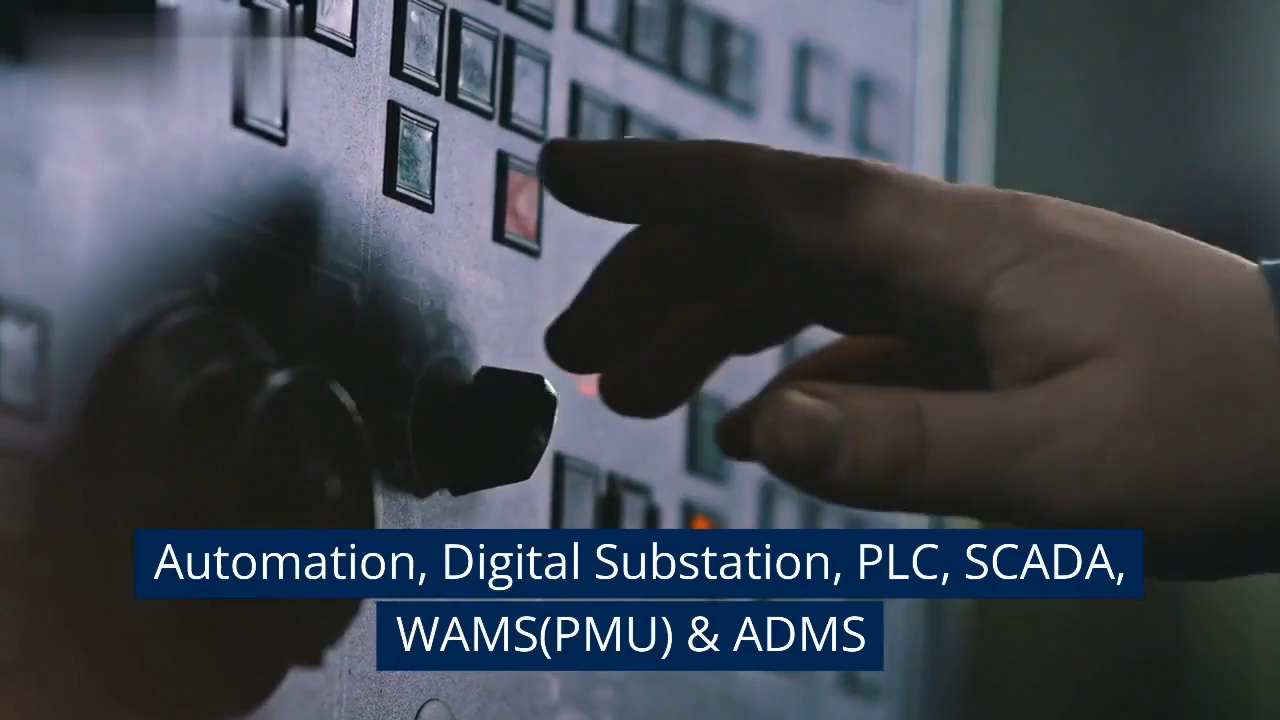 Automation, Digital Substation, PLC, SCADA,
WAMS(PMU) & ADMS